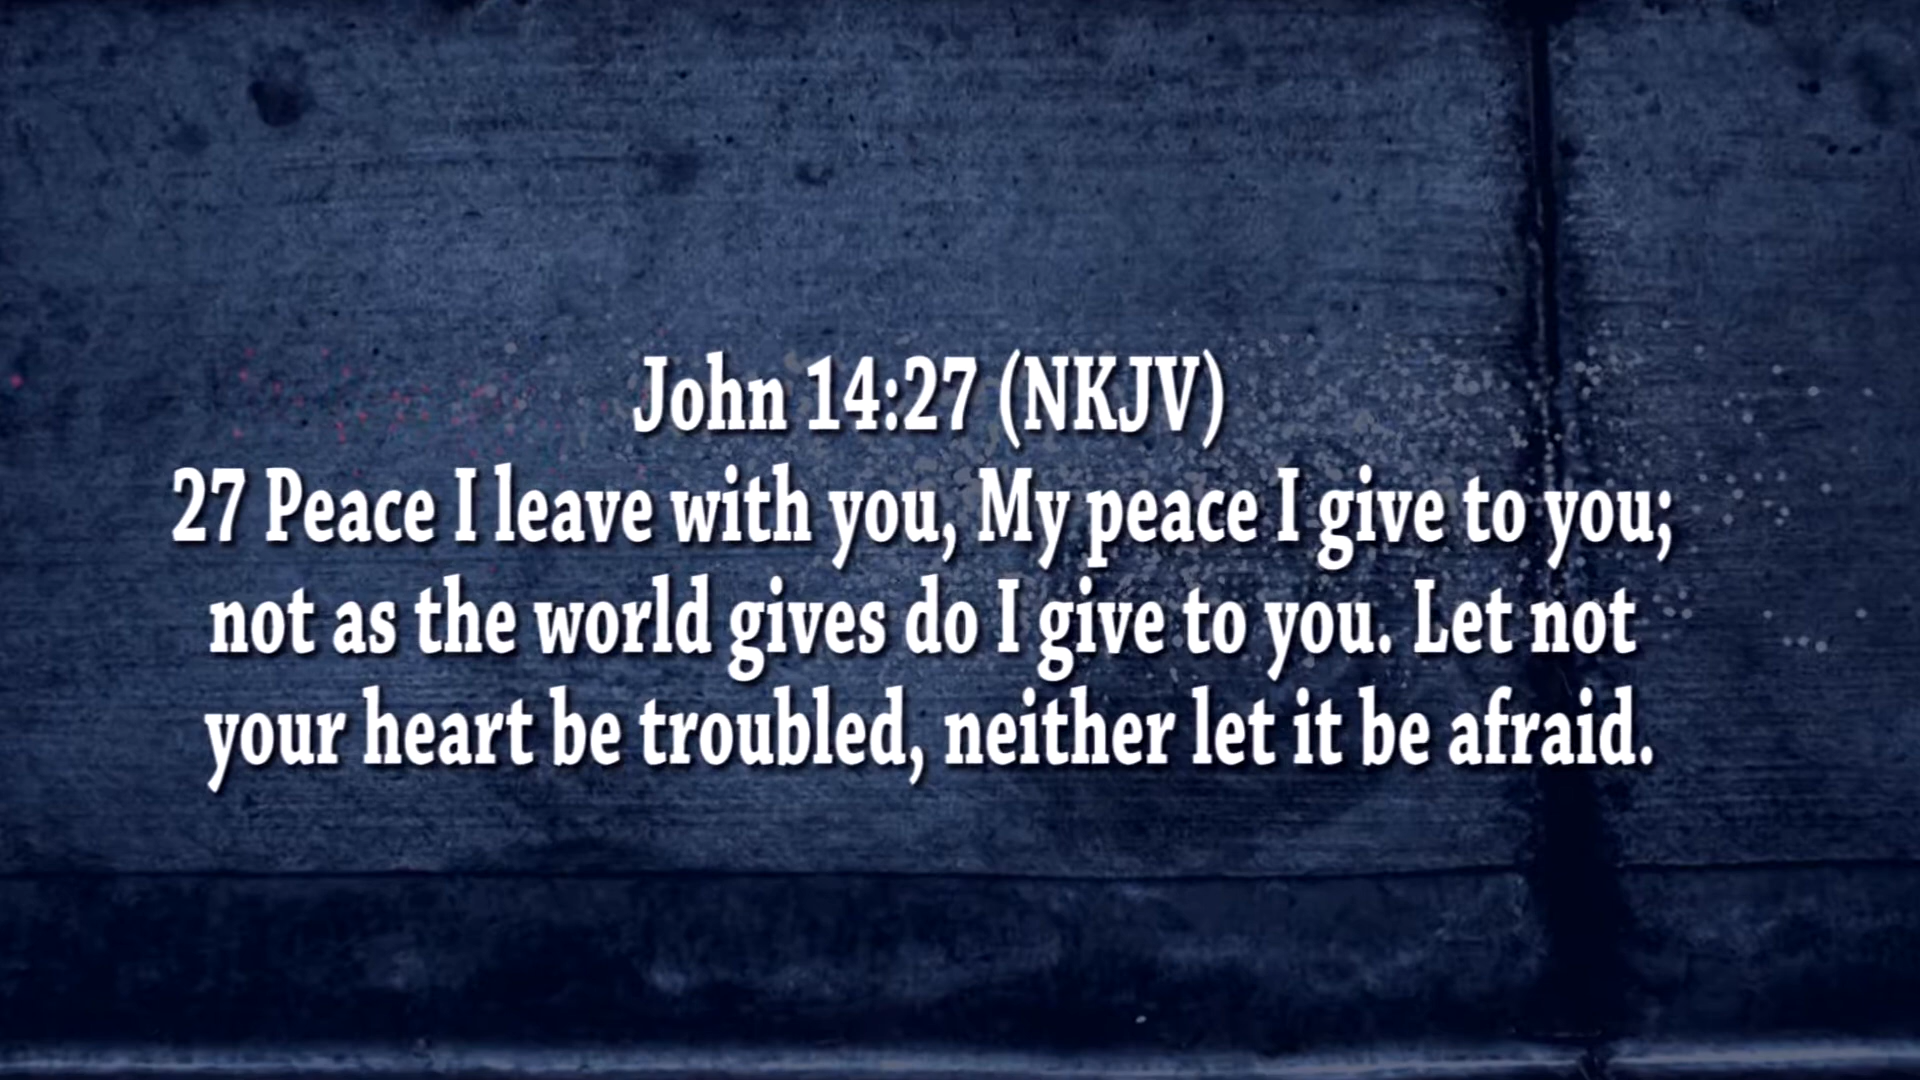 John 14:27 (NKJV)
27 Peace I leave with you, My peace I give to you;
not as the world gives do I give to you. Let not
your heart be troubled, neither let it be afraid.